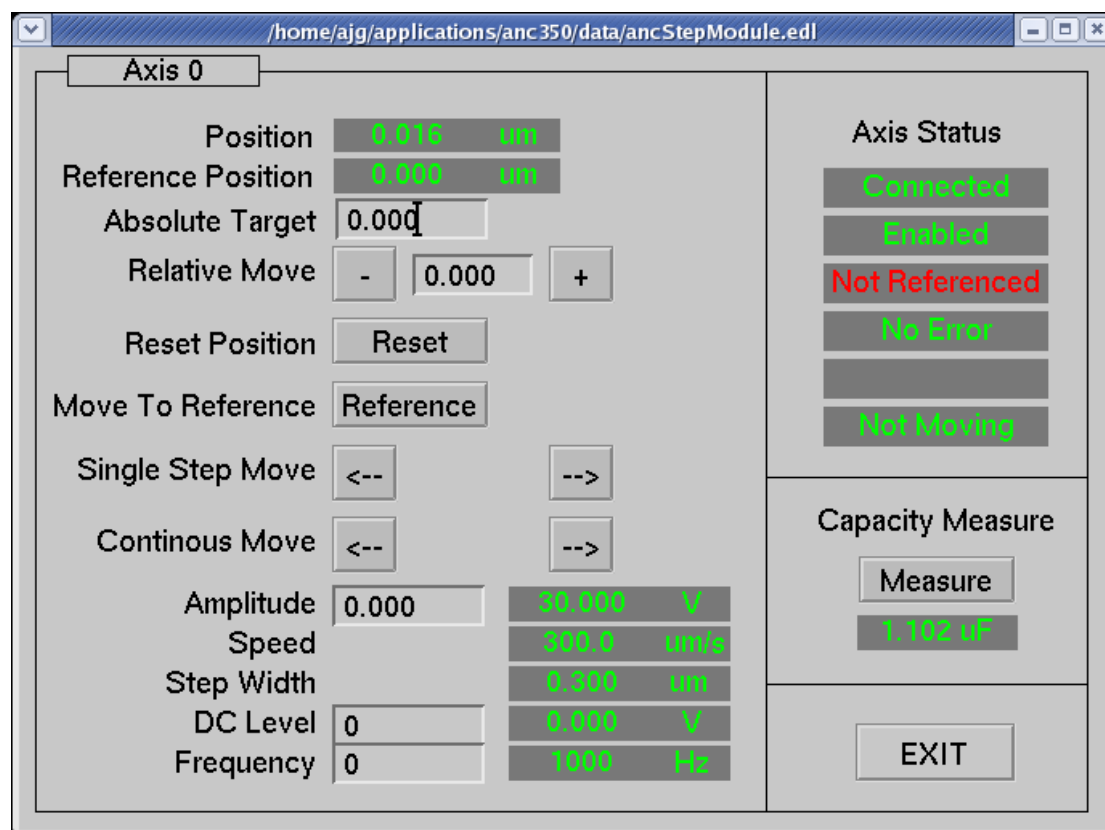 /home/ajg/applications/anc350/data/ancStepModule.edl
Axis 0
Position 0.016 um
Reference Position 0.000 um
Absolute Target 0.000
Relative Move - 0.000 +
Reset Position Reset
Move To Reference Reference
Single Step Move <-- -->
Continous Move <-- -->
Amplitude 0.000 30.000 V
Speed 300.0 um/s
Step Width 0.300 um
DC Level 0 0.000 V
Frequency 0 1000 Hz
Axis Status
Connected
Enabled
Not Referenced
No Error
Not Moving
Capacity Measure
Measure
1.102 uF
EXIT